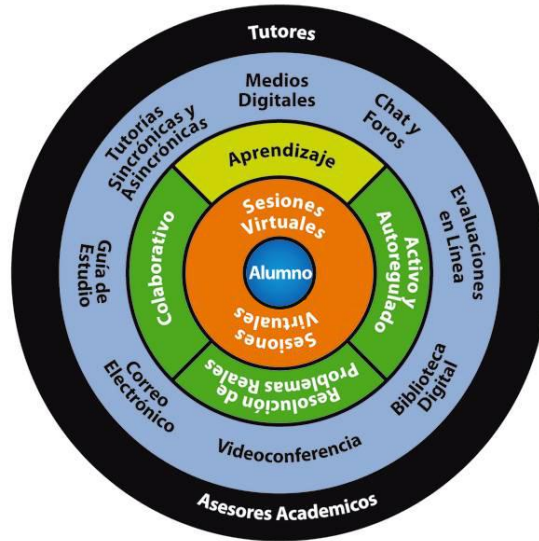 Tutores
Medios
Digitales
Chat y
Foros
Evaluaciones
en Línea
Biblioteca
Digital
Videoconferencia
Correo
Electrónico
Guía de
Estudio
Tutorías
Sincrónicas y
Asincrónicas
Aprendizaje
Activo y
Autoregulado
Resolución de
Problemas Reales
Colaborativo
Sesiones
Virtuales
Alumno
Sesiones
Virtuales
Asesores Academicos